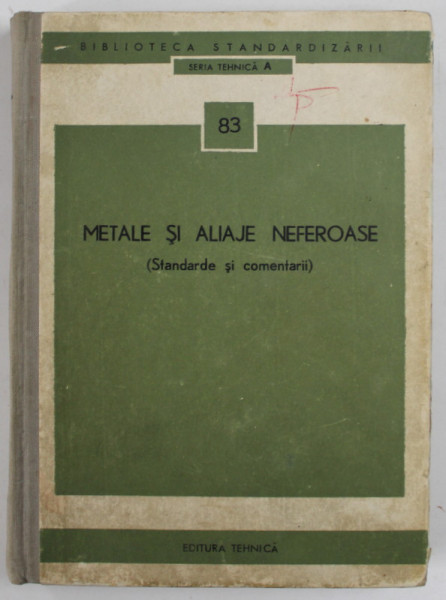 BIBLIOTECA STANDARDIZĂRII
SERIA TEHNICĂ A
83
METALE ȘI ALIAJE NEFEROASE
(Standarde și comentarii)
EDITURA TEHNICĂ